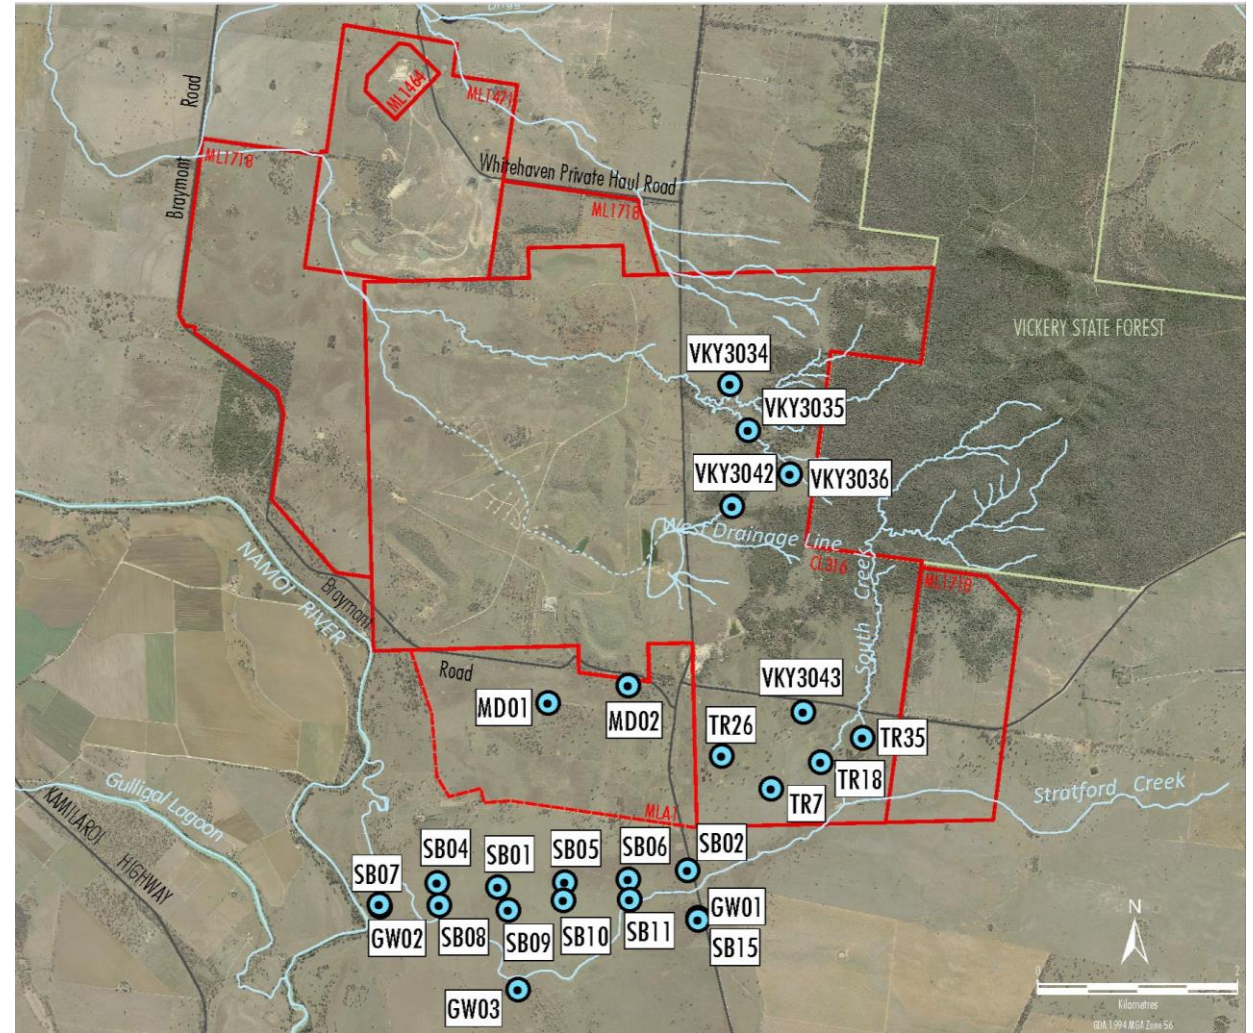 Road
ML1464
ML1471
ML1718
Braymont
Whitehaven Private Haul Road
ML1718
VICKERY STATE FOREST
VKY3034
VKY3035
VKY3042
VKY3036
West Drainage Line
CL316
ML1718
NAMOI RIVER
Braymont
Road
South Creek
MD01
MD02
VKY3043
TR26
TR35
TR18
TR7
Stratford Creek
Gulligal Lagoon
KAMILAROI HIGHWAY
MLA1
SB02
SB06
SB05
SB01
SB04
SB07
GW02
SB08
SB09
SB10
SB11
GW01
SB15
GW03
N
0
2
Kilometres
GDA 1994 MGA Zone 56